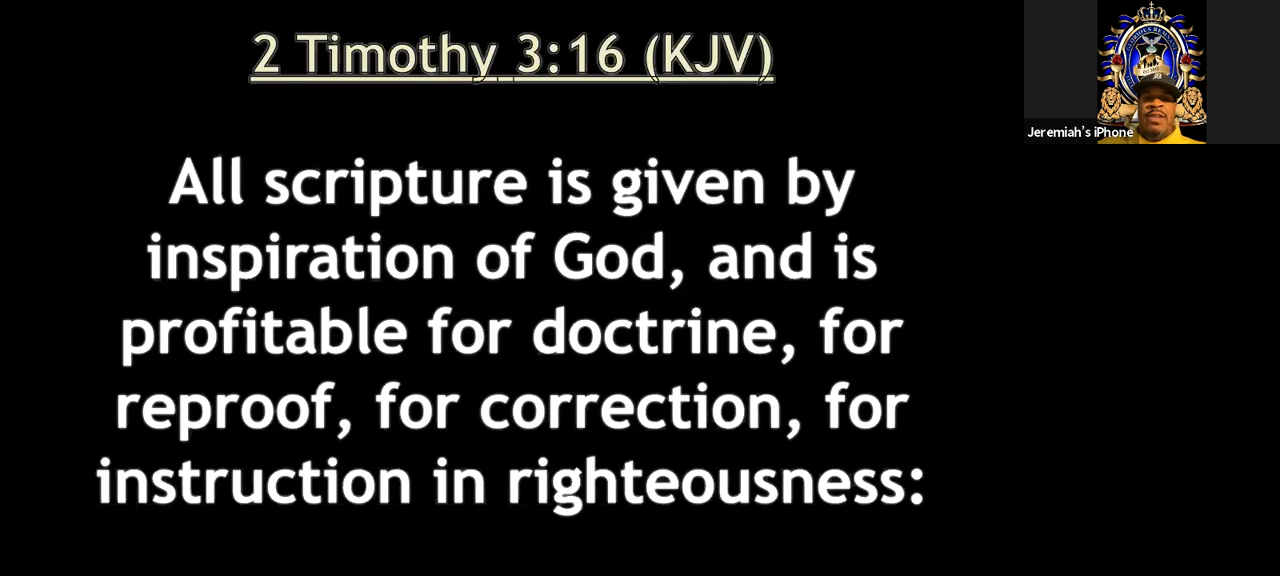 2 Timothy 3:16 (KJV)
All scripture is given by
inspiration of God, and is
profitable for doctrine, for
reproof, for correction, for
instruction in righteousness:
Jeremiah's iPhone